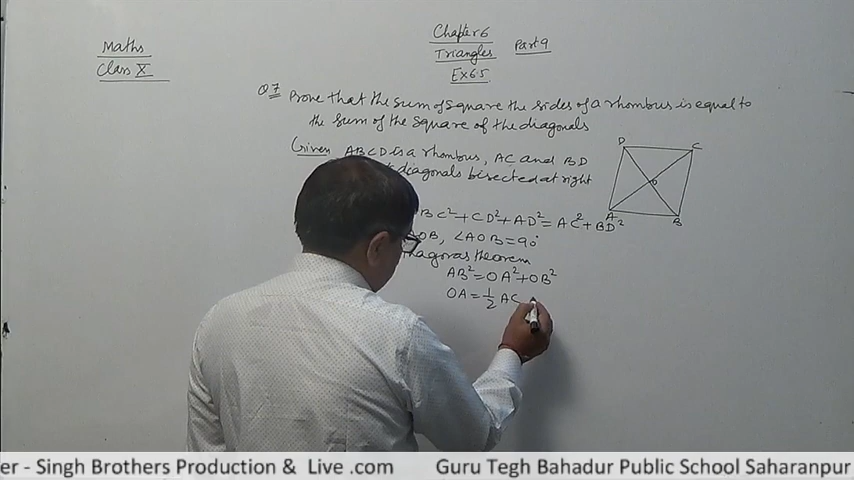 Maths
Class X
Chapter 6
Triangles Part 9
Ex 6.5
Q 7 Prove that the sum of square the sides of a rhombus is equal to
the sum of the square of the diagonals
Given ABCD is a rhombus, AC and BD
diagonals bisected at right
BC²+CD²+AD²=AC²+BD²
OB, ∠AOB=90°
theorem
AB²=OA²+OB²
OA=1/2 AC
D C
O
A B
er - Singh Brothers Production & Live .com Guru Tegh Bahadur Public School Saharanpur